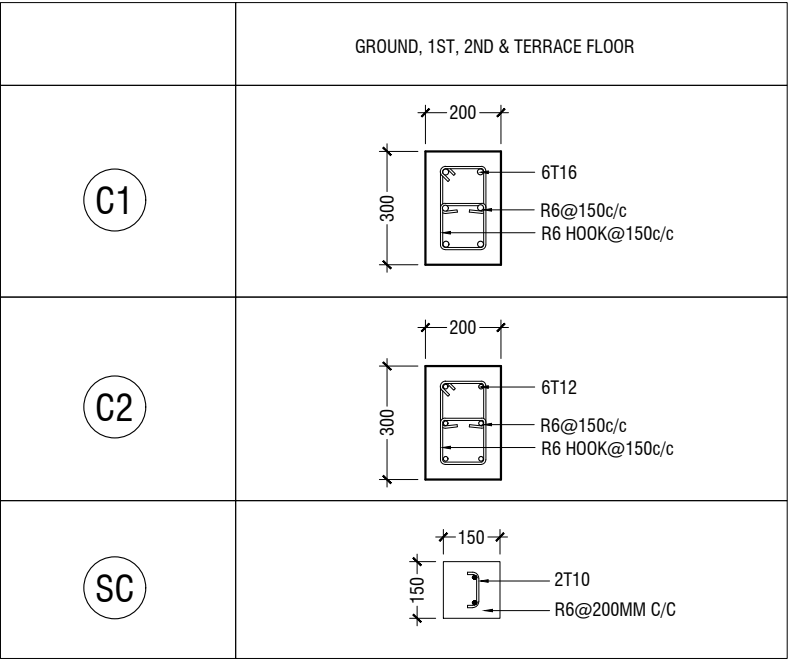 GROUND, 1ST, 2ND & TERRACE FLOOR
C1
200
300
6T16
R6@150c/c
R6 HOOK@150c/c
C2
200
300
6T12
R6@150c/c
R6 HOOK@150c/c
SC
150
150
2T10
R6@200MM C/C